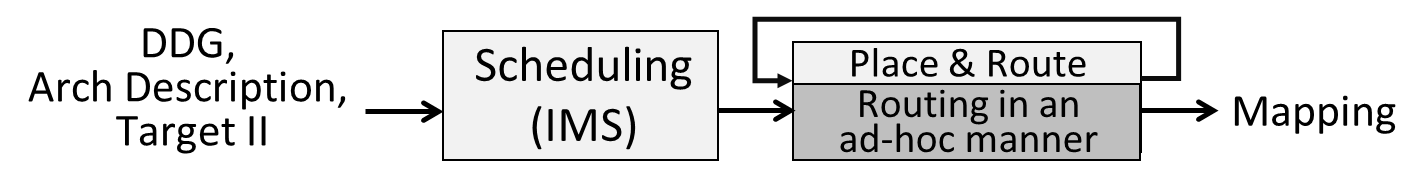 DDG,
Arch Description,
Target II
Scheduling
(IMS)
Place & Route
Routing in an
ad-hoc manner
Mapping